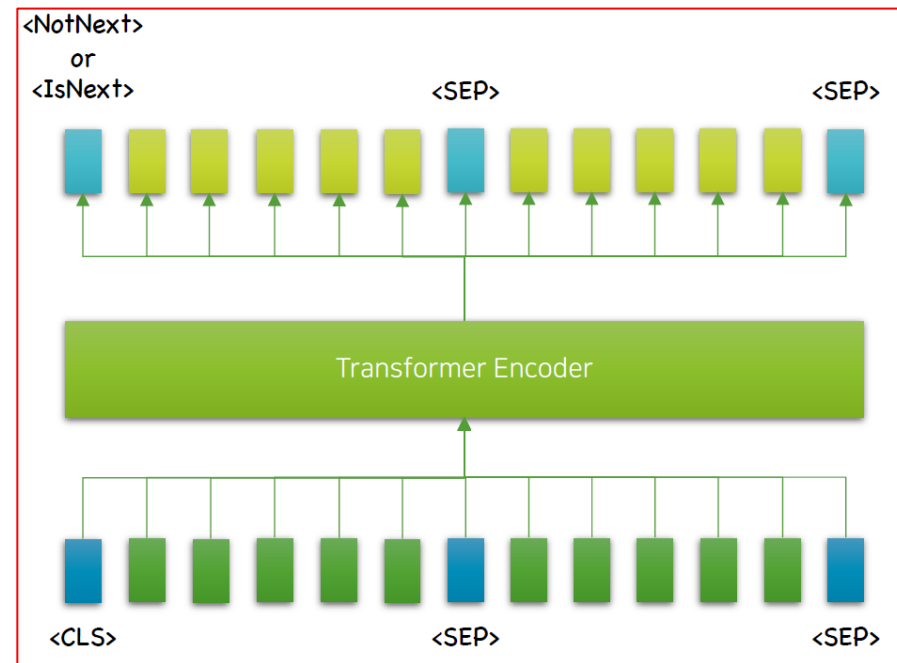 <NotNext>
or
<IsNext>
<SEP>
<SEP>
Transformer Encoder
<CLS>
<SEP>
<SEP>